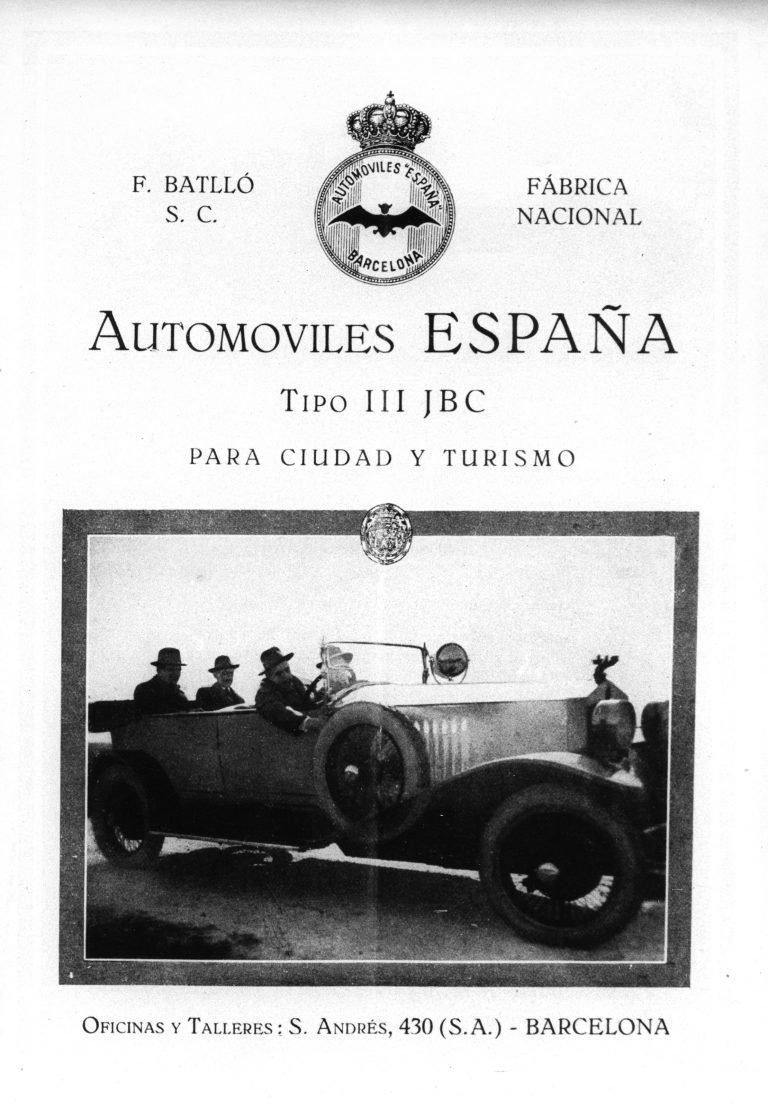 F. BATLLÓ
S. C.
AUTOMOVILES "ESPAÑA"
BARCELONA
FÁBRICA
NACIONAL
AUTOMOVILES ESPAÑA
TIPO III JBC
PARA CIUDAD Y TURISMO
OFICINAS Y TALLERES: S. ANDRÉS, 430 (S.A.) - BARCELONA